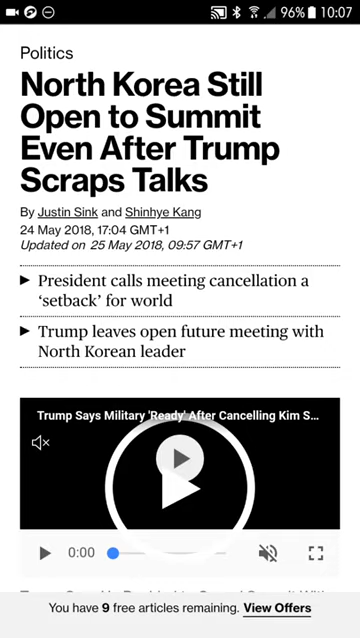 96% 10:07
Politics
North Korea Still
Open to Summit
Even After Trump
Scraps Talks
By Justin Sink and Shinhye Kang
24 May 2018, 17:04 GMT+1
Updated on 25 May 2018, 09:57 GMT+1
President calls meeting cancellation a
‘setback’ for world
Trump leaves open future meeting with
North Korean leader
Trump Says Military 'Ready' After Cancelling Kim S...
0:00
You have 9 free articles remaining. View Offers